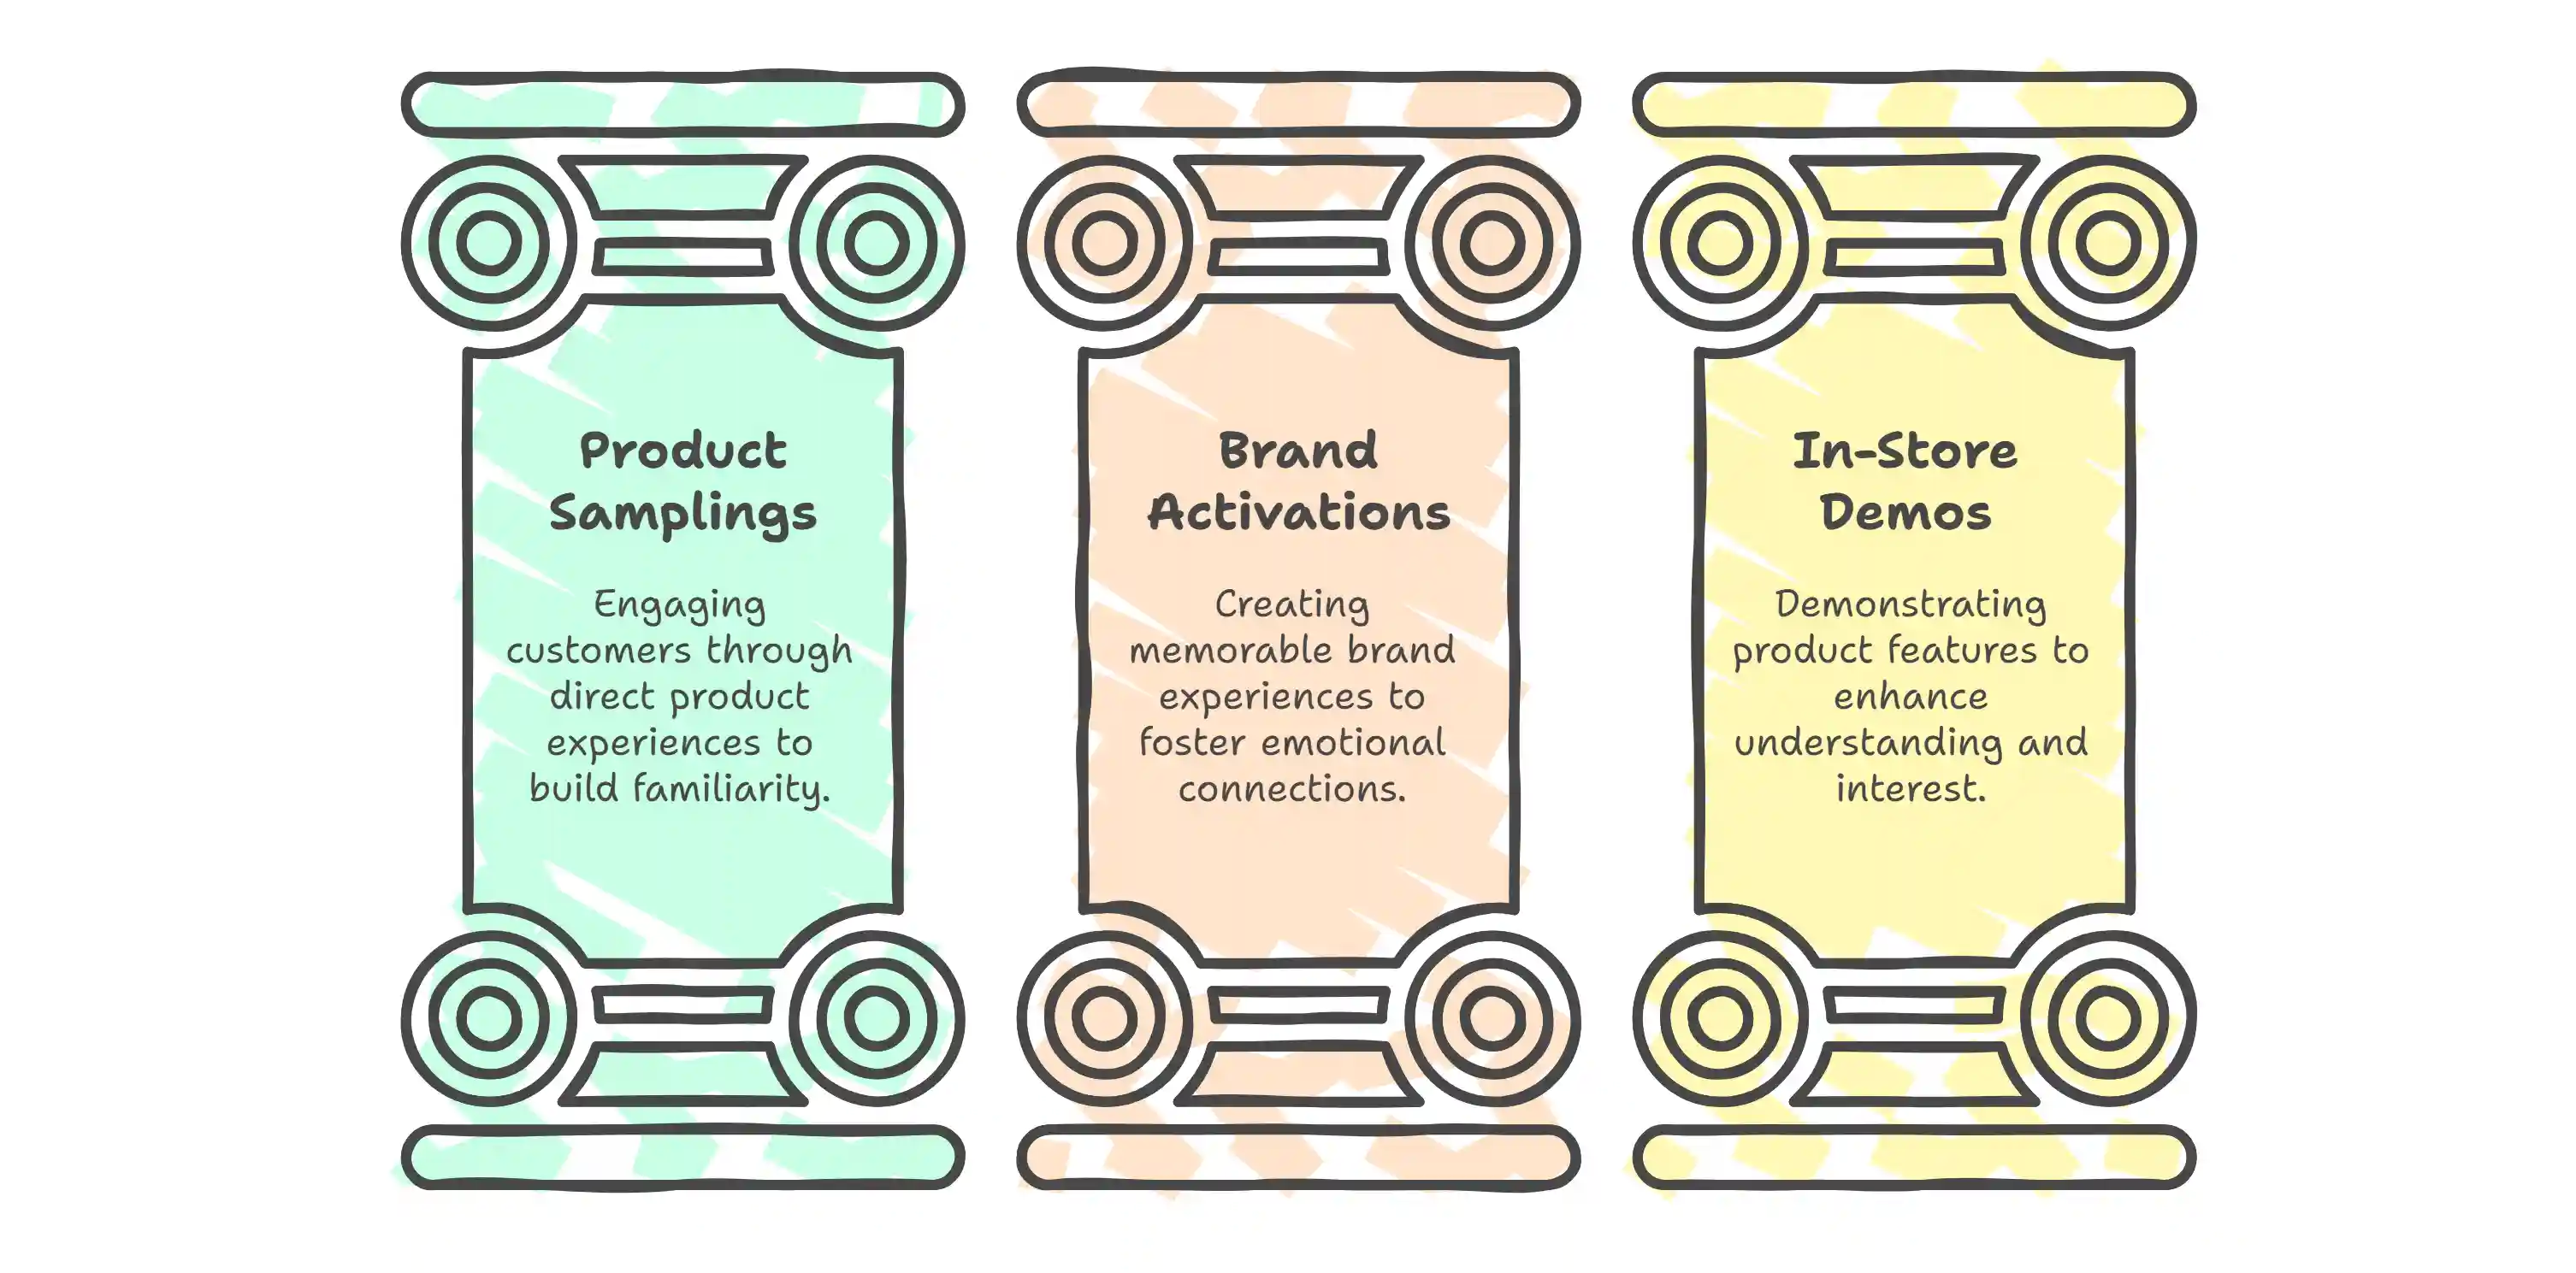 Product
Samplings
Engaging
customers through
direct product
experiences to
build familiarity.
Brand
Activations
Creating
memorable brand
experiences to
foster emotional
connections.
In-Store
Demos
Demonstrating
product features to
enhance
understanding and
interest.